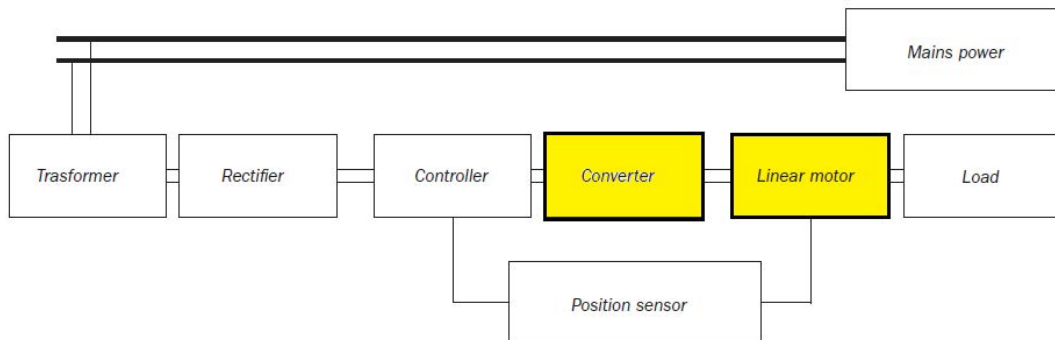 Mains power
Trasformer
Rectifier
Controller
Converter
Linear motor
Load
Position sensor